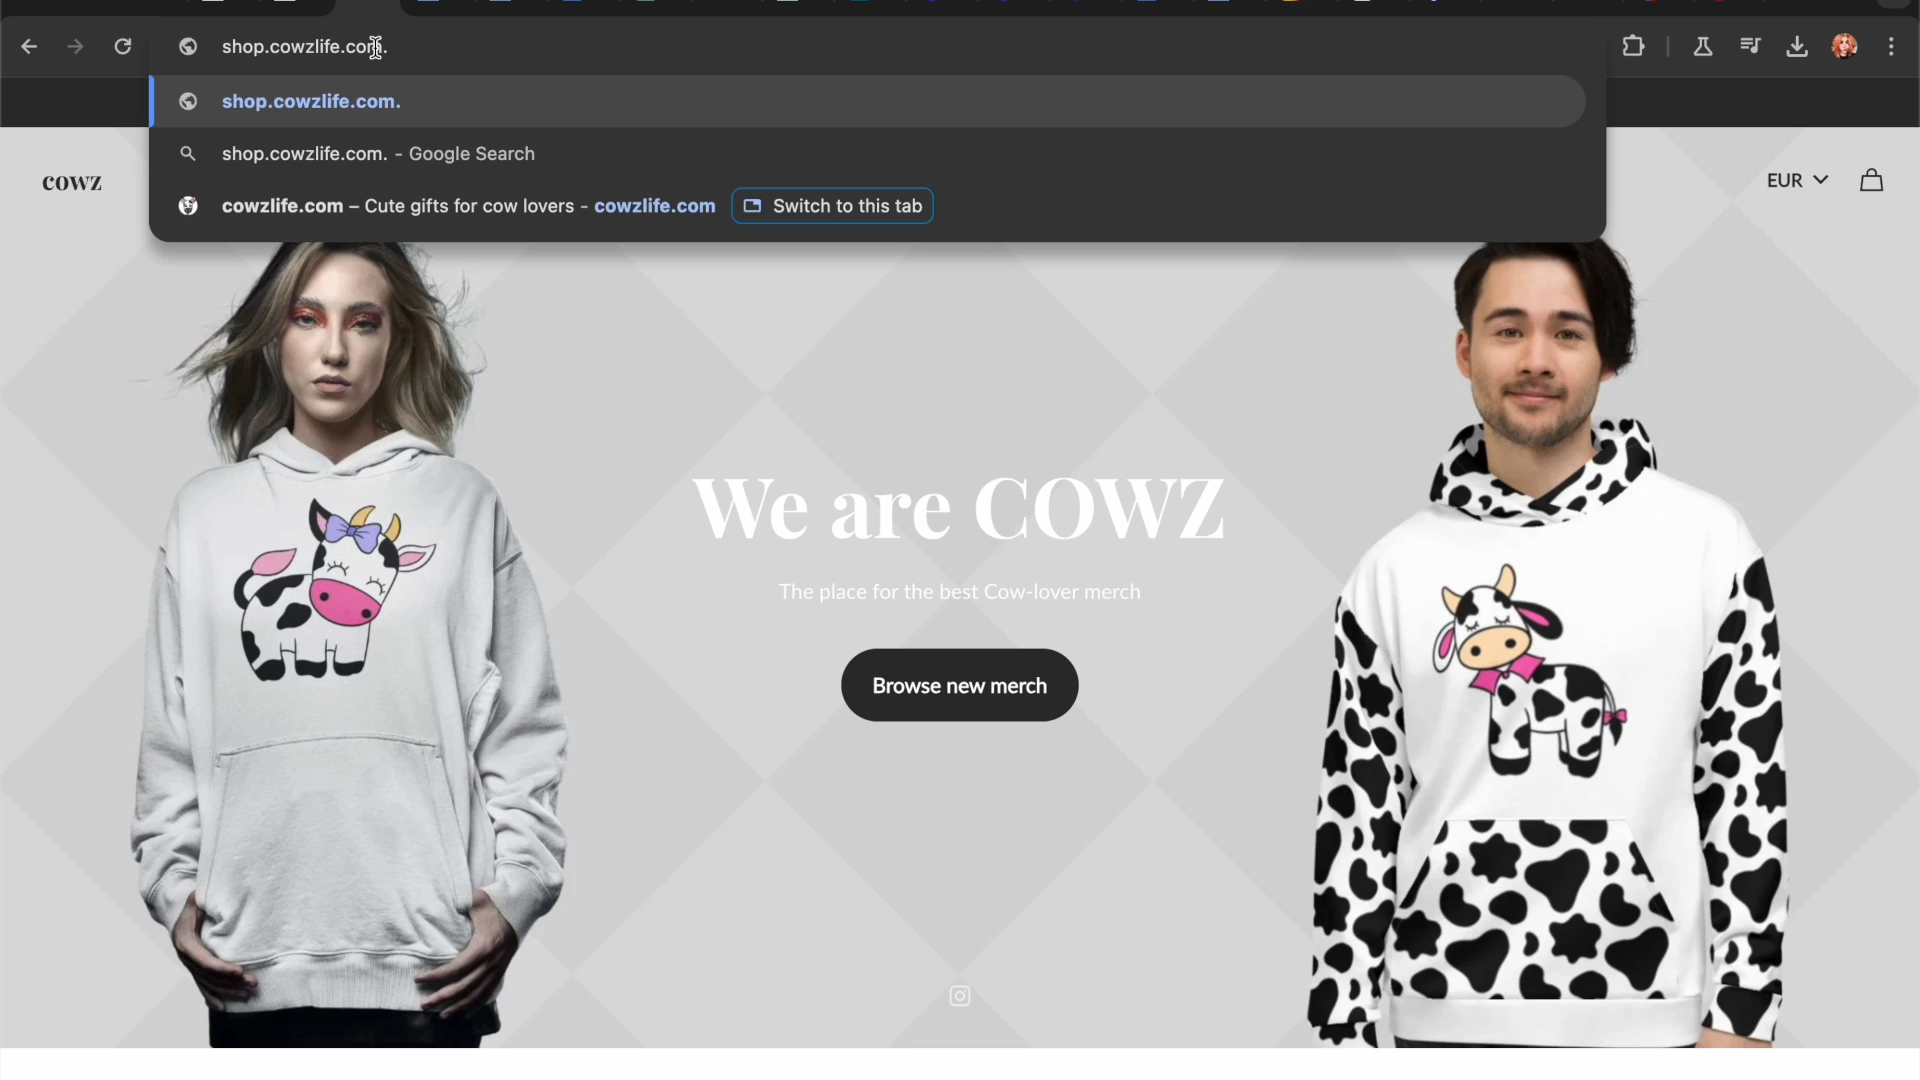 shop.cowzlife.com.
shop.cowzlife.com.
shop.cowzlife.com. - Google Search
cowzlife.com – Cute gifts for cow lovers - cowzlife.com Switch to this tab
COWZ
EUR
We are COWZ
The place for the best Cow-lover merch
Browse new merch